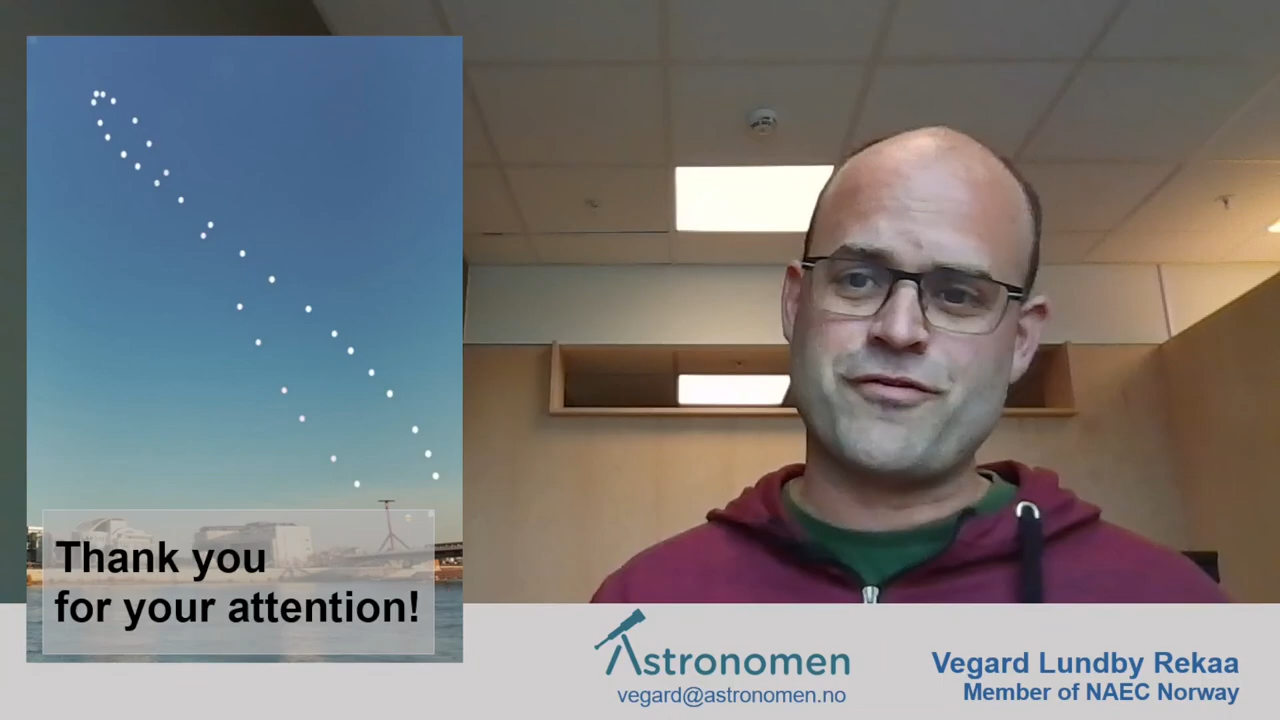 Thank you
for your attention!
Astronomen
vegard@astronomen.no
Vegard Lundby Rekaa
Member of NAEC Norway